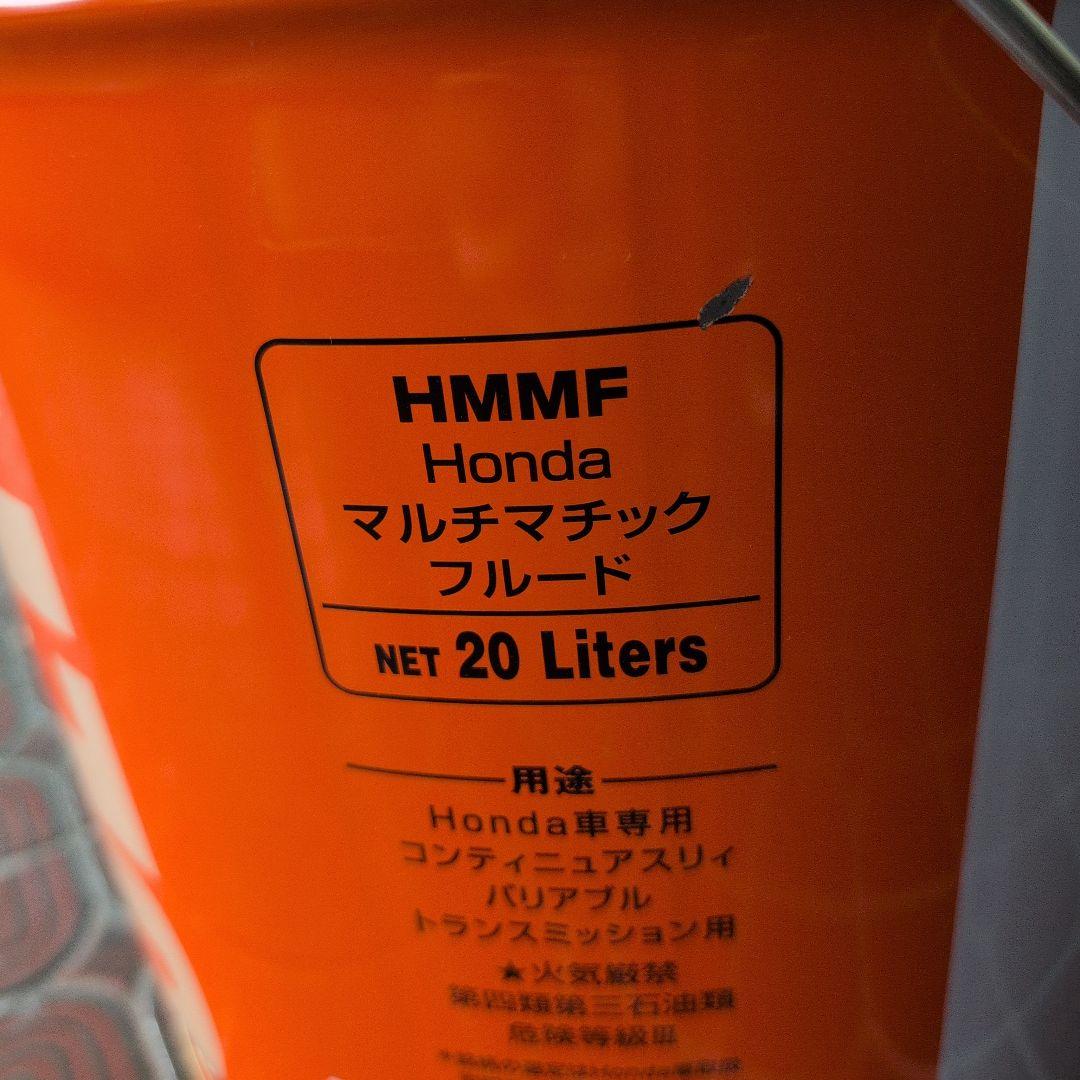 HMMF
Honda
マルチマチック
フルード
NET 20 Liters
用途
Honda車専用
コンティニュアスリィ
バリアブル
トランスミッション用
★火気厳禁
第四類第三石油類
危険等級Ⅲ